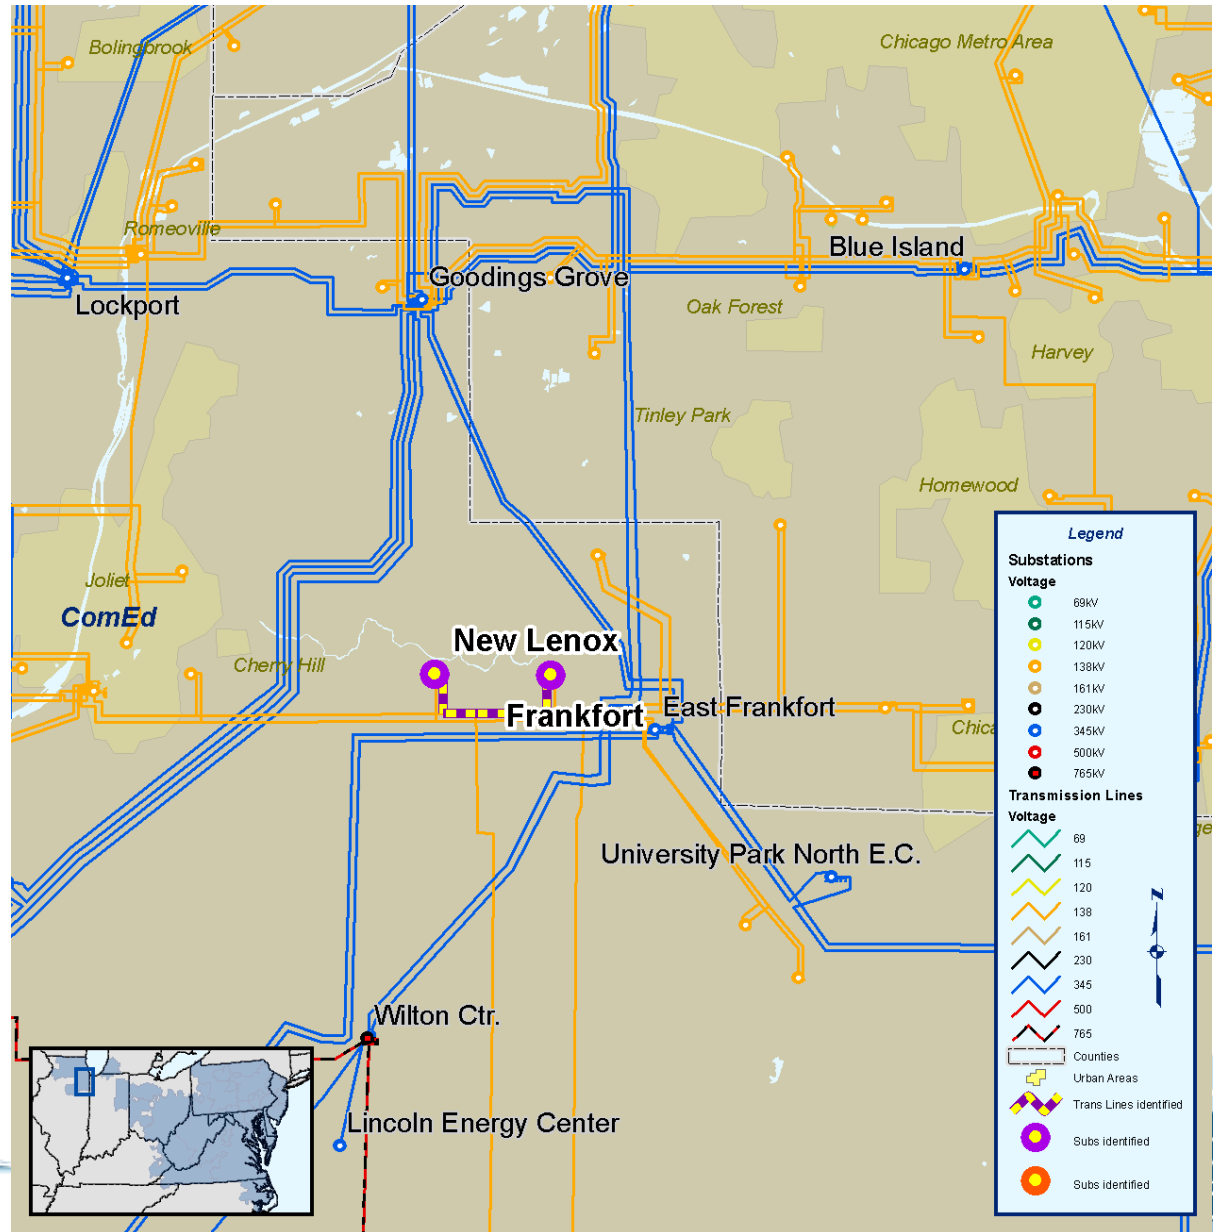 Bolingbrook
Chicago Metro Area
Romeoville
Blue Island
Goodings Grove
Lockport
Oak Forest
Harvey
Tinley Park
Homewood
Joliet
ComEd
New Lenox
Cherry Hill
Frankfort
East Frankfort
Chica
University Park North E.C.
Wilton Ctr.
Lincoln Energy Center
Legend
Substations
Voltage
69kV
115kV
120kV
138kV
161kV
230kV
345kV
500kV
765kV
Transmission Lines
Voltage
69
115
120
138
161
230
345
500
765
Counties
Urban Areas
Trans Lines identified
Subs identified
Subs identified
N